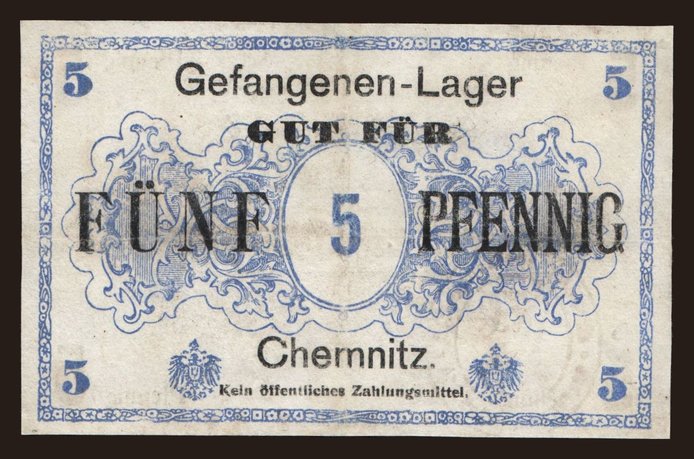 5 Gefangenen-Lager 5
GUT FÜR
FÜNF 5 PFENNIG
Chemnitz.
5 Kein öffentliches Zahlungsmittel. 5